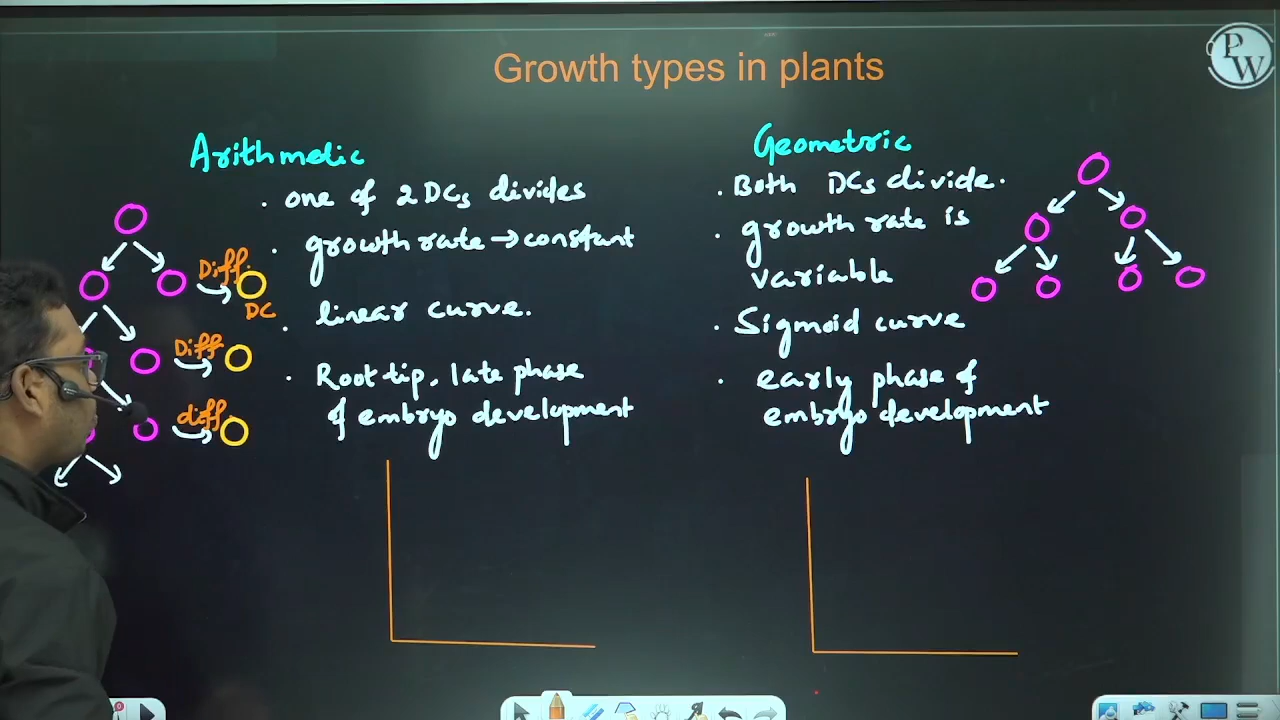 Growth types in plants
PW
Arithmetic
. one of 2 DCs divides
. growth rate → constant
. linear curve.
. Root tip, late phase
of embryo development
Diff.
DC
Diff
diff
Geometric
. Both DCs divide.
. growth rate is
variable
. Sigmoid curve
. early phase of
embryo development